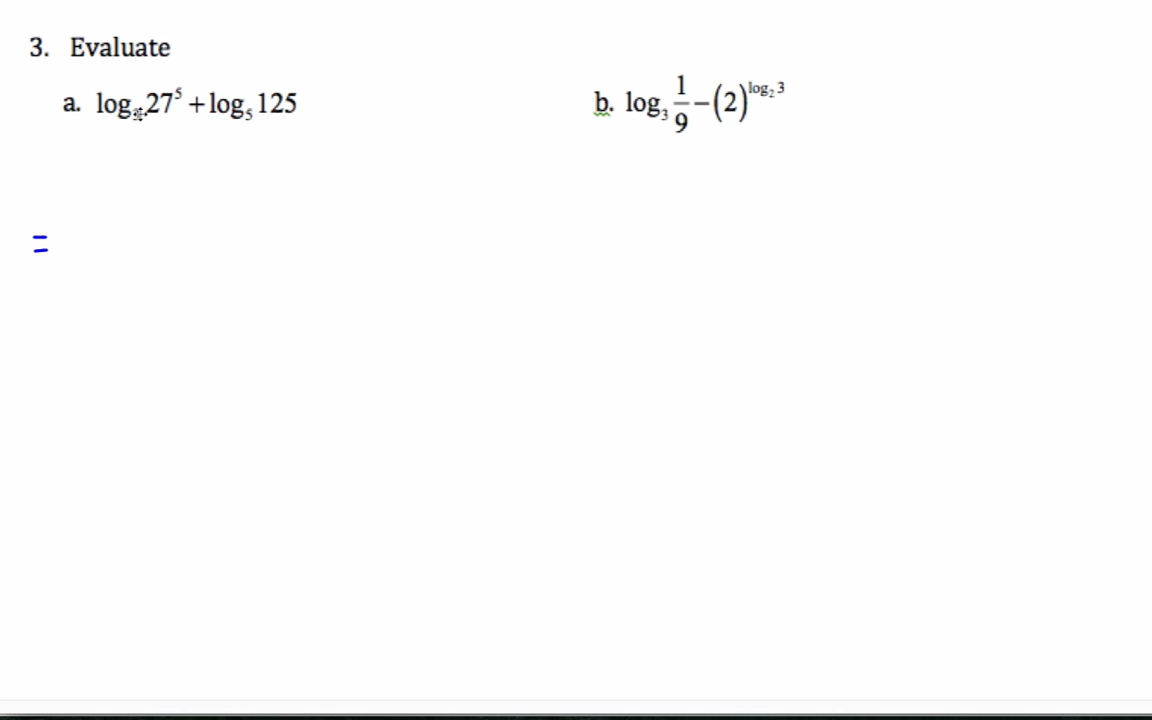 3. Evaluate
a. log 27⁵ + log₅ 125
b. log₃ 1/9 − (2)^(log₂ 3)
=